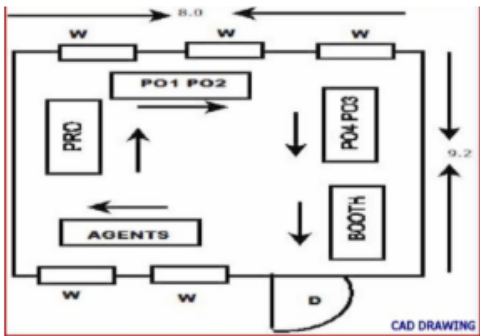 8.0
W W W
PO1 PO2
PRO
PO4 PO3
9.2
AGENTS
BOOTH
W W
D
CAD DRAWING